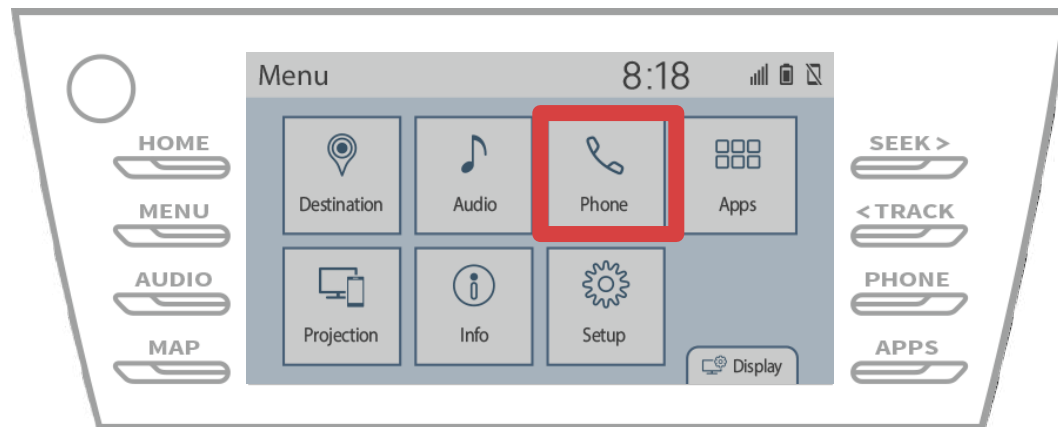 Menu 8:18
HOME
MENU
AUDIO
MAP
Destination Audio Phone Apps
Projection Info Setup
Display
SEEK >
< TRACK
PHONE
APPS